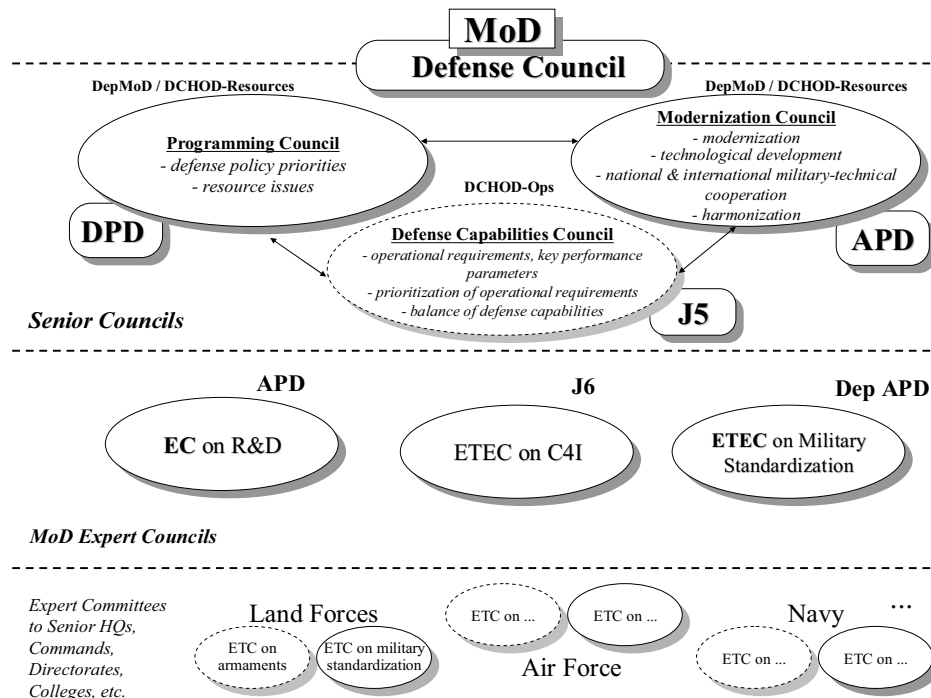 MoD
Defense Council
DepMoD / DCHOD-Resources
DepMoD / DCHOD-Resources
Programming Council
- defense policy priorities
- resource issues
Modernization Council
- modernization
- technological development
- national & international military-technical
cooperation
- harmonization
DCHOD-Ops
DPD
Defense Capabilities Council
- operational requirements, key performance
parameters
- prioritization of operational requirements
- balance of defense capabilities
APD
J5
Senior Councils
APD
J6
Dep APD
EC on R&D
ETEC on C4I
ETEC on Military
Standardization
MoD Expert Councils
Expert Committees
to Senior HQs,
Commands,
Directorates,
Colleges, etc.
Land Forces
ETC on
armaments
ETC on military
standardization
ETC on ...
ETC on ...
Air Force
Navy
...
ETC on ...
ETC on ...